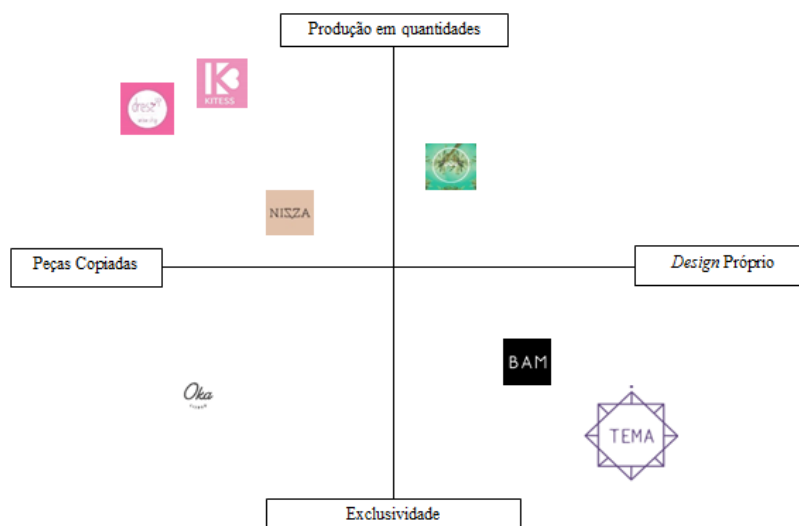 Produção em quantidades
KITESS
dress
NIZZA
Peças Copiadas
Design Próprio
BAM
Oka
TEMA
Exclusividade